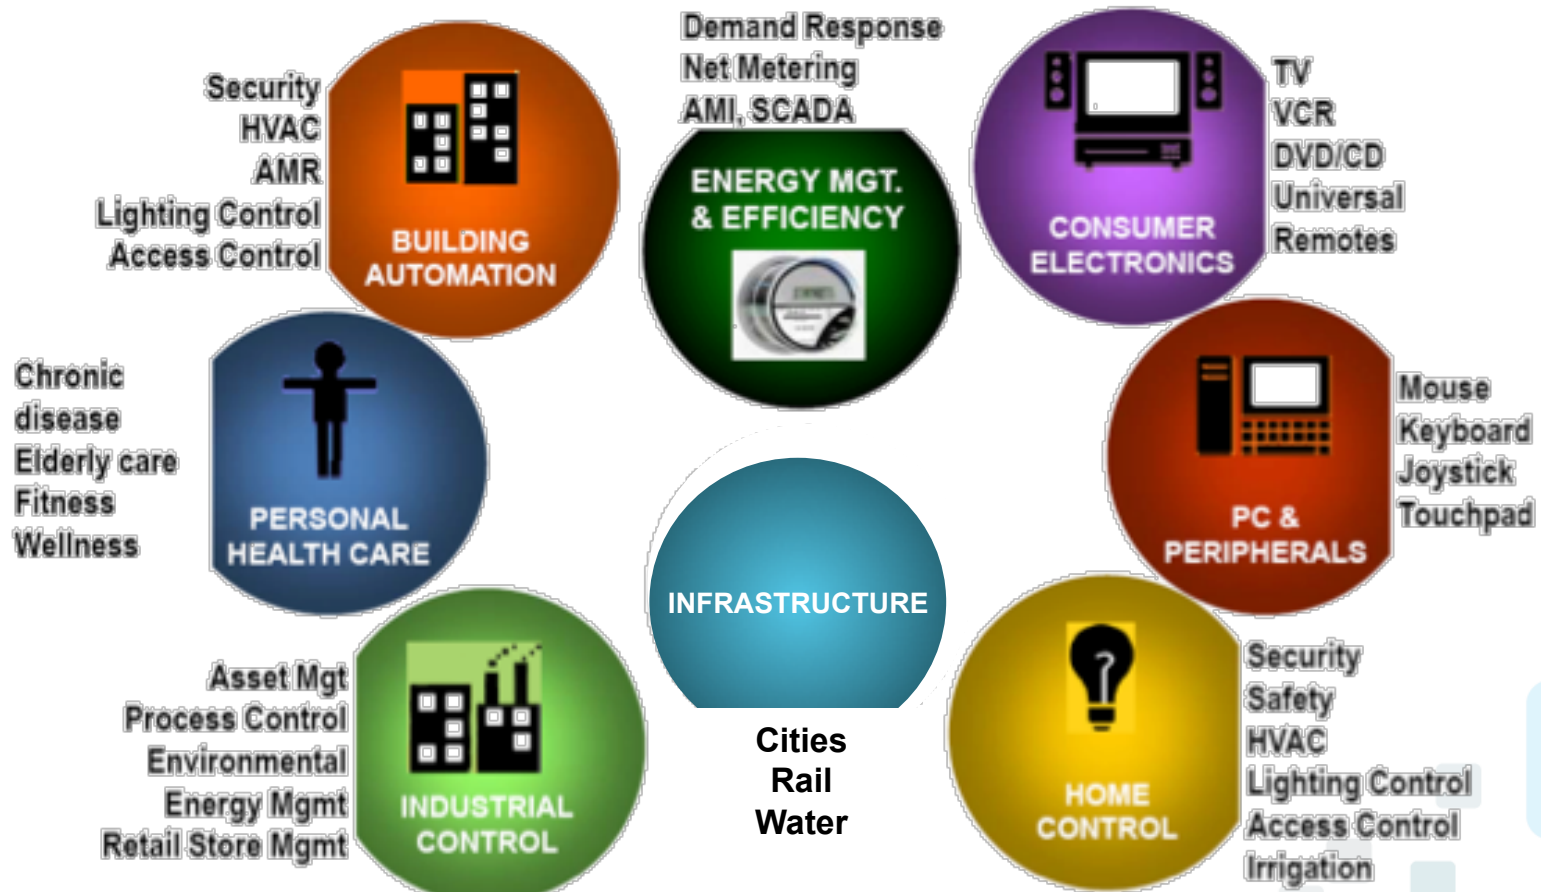 Security
HVAC
AMR
Lighting Control
Access Control
BUILDING
AUTOMATION
Demand Response
Net Metering
AMI, SCADA
ENERGY MGT.
& EFFICIENCY
CONSUMER
ELECTRONICS
TV
VCR
DVD/CD
Universal
Remotes
Chronic
disease
Elderly care
Fitness
Wellness
PERSONAL
HEALTH CARE
INFRASTRUCTURE
Cities
Rail
Water
PC &
PERIPHERALS
Mouse
Keyboard
Joystick
Touchpad
Asset Mgt
Process Control
Environmental
Energy Mgmt
Retail Store Mgmt
INDUSTRIAL
CONTROL
?
HOME
CONTROL
Security
Safety
HVAC
Lighting Control
Access Control
Irrigation